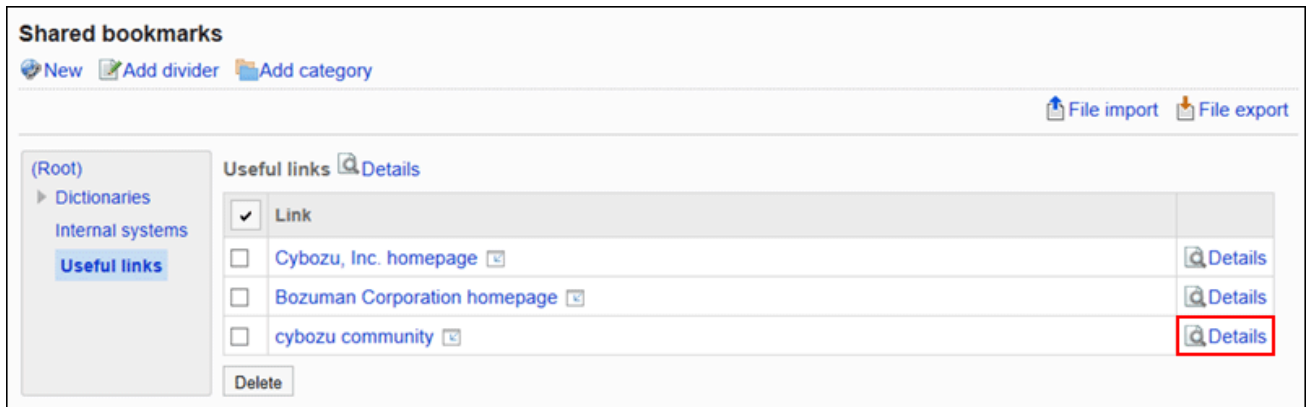 Shared bookmarks
New Add divider Add category
File import File export
(Root)
Dictionaries
Internal systems
Useful links
Useful links Details
Link
Cybozu, Inc. homepage Details
Bozuman Corporation homepage Details
cybozu community Details
Delete